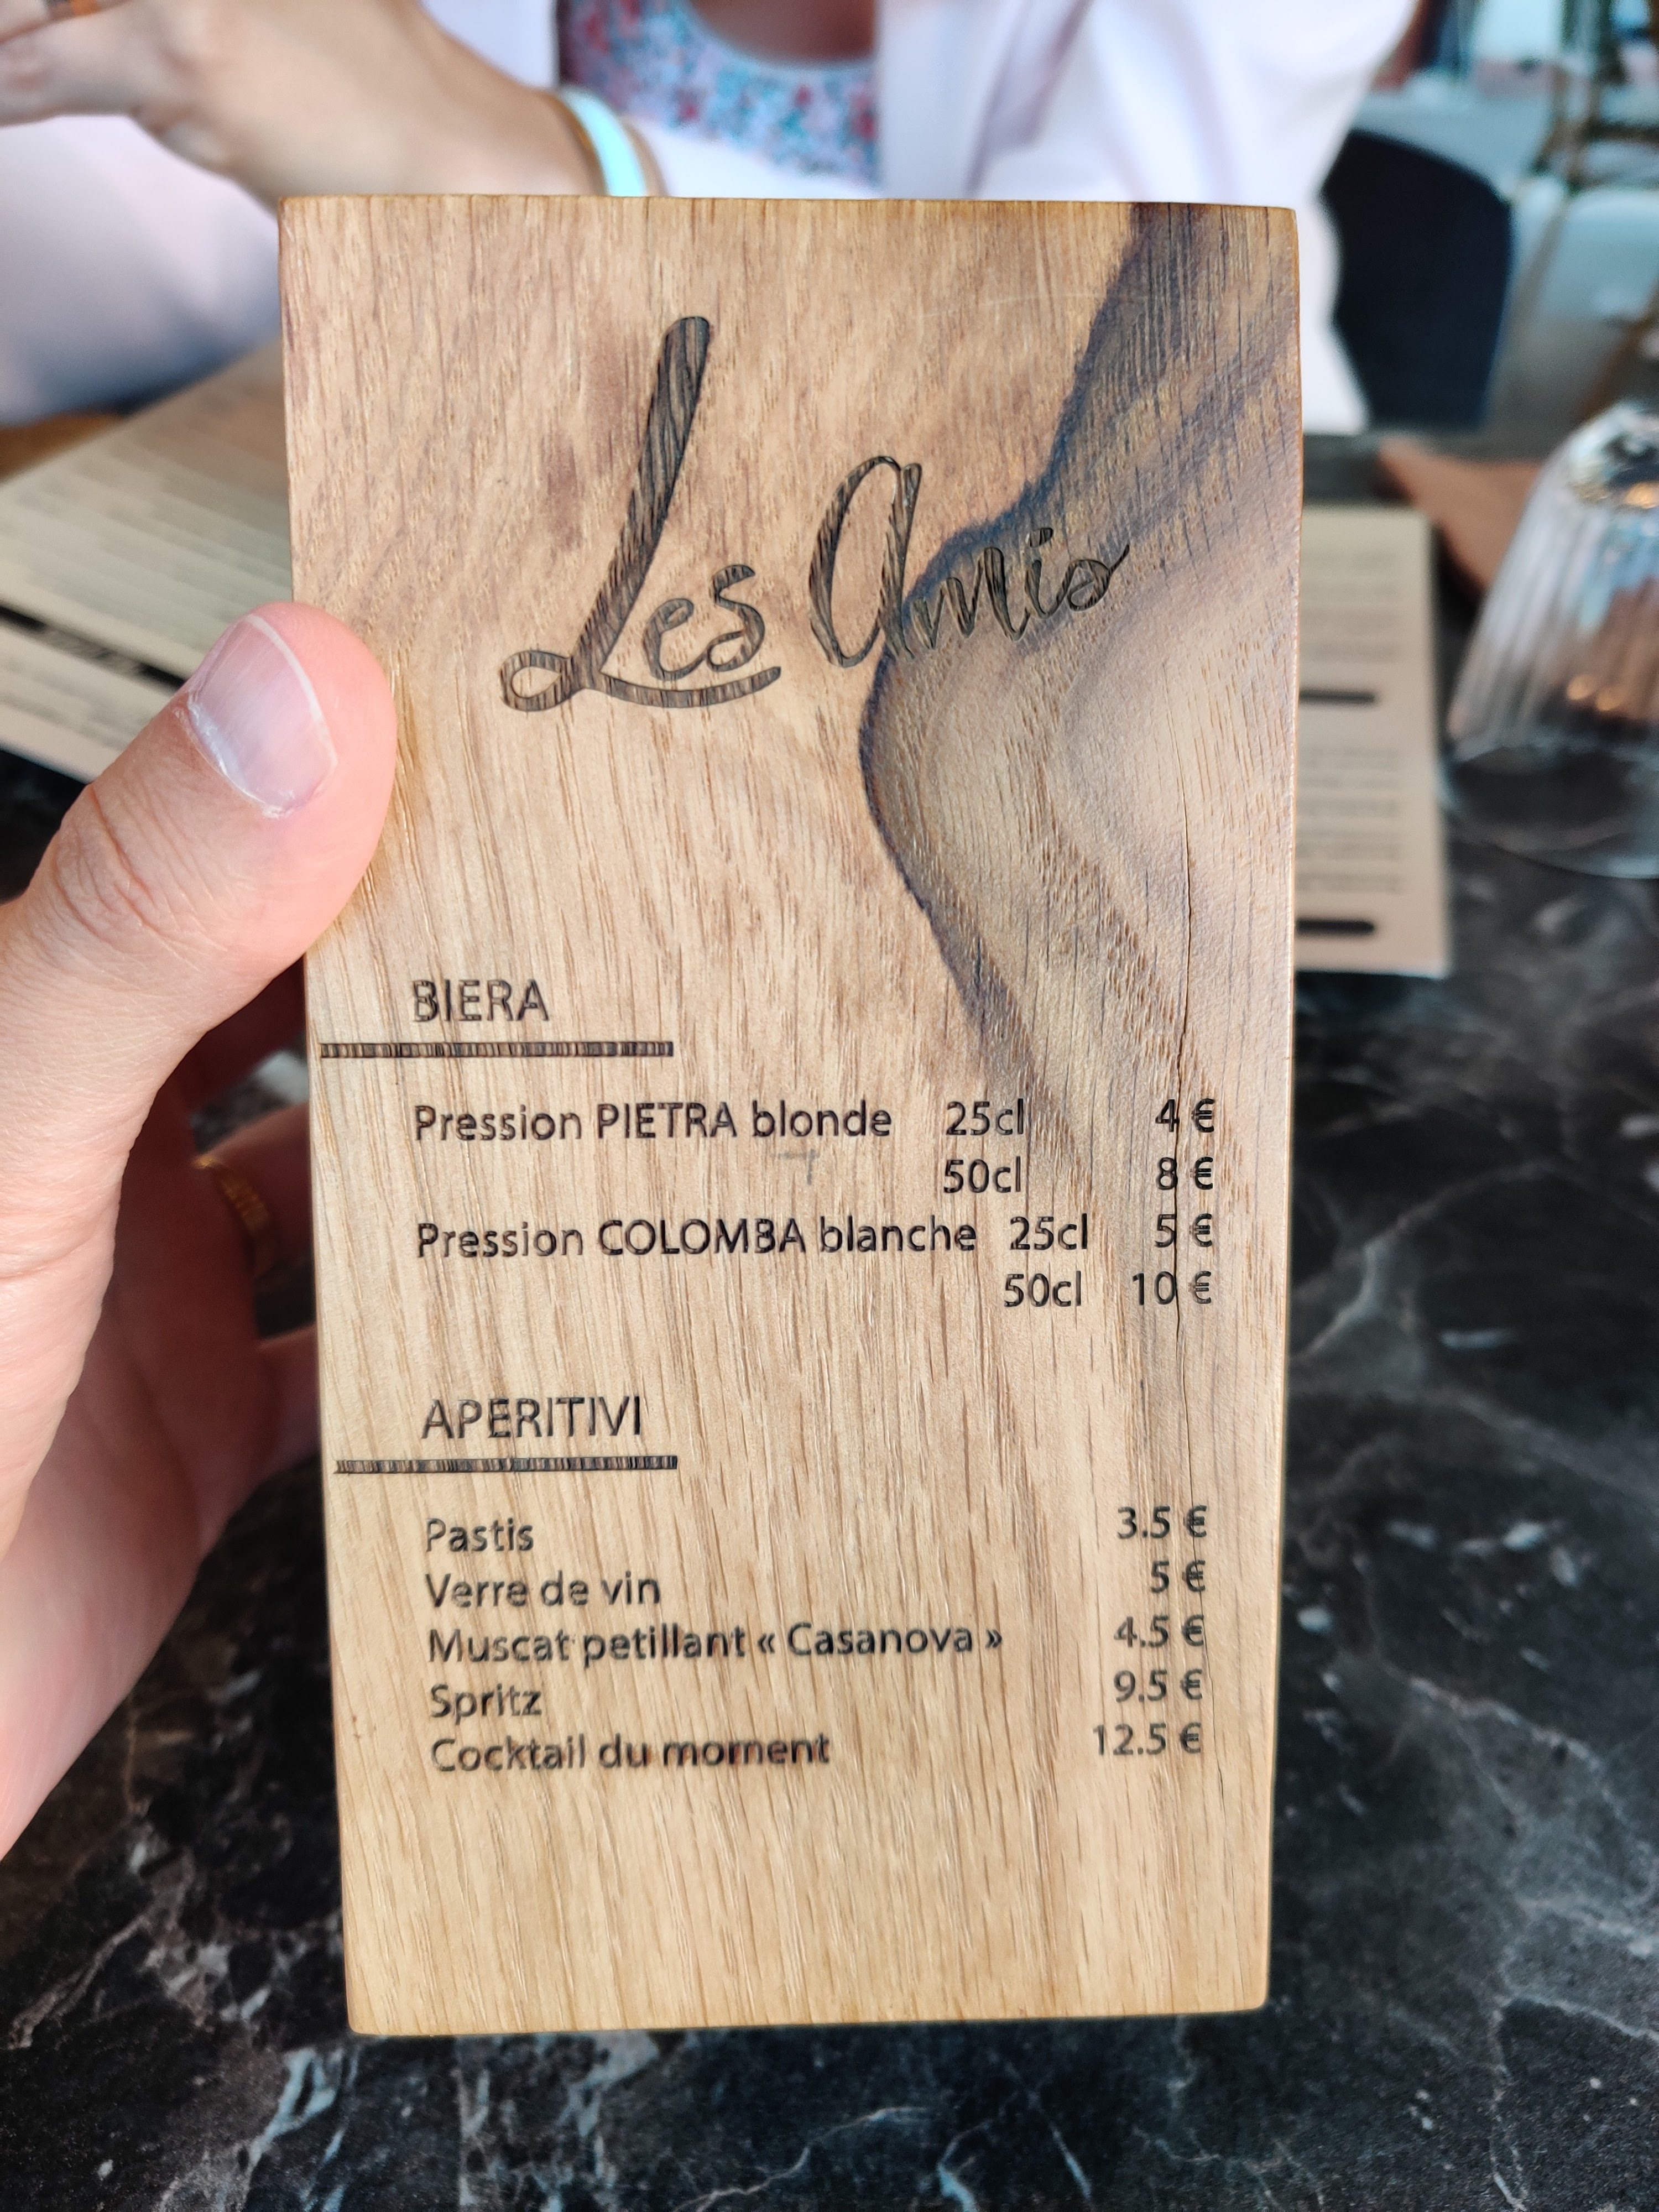 Les Amis
BIERA
Pression PIETRA blonde 25cl 4 €
50cl 8 €
Pression COLOMBA blanche 25cl 5 €
50cl 10 €
APERITIVI
Pastis 3.5 €
Verre de vin 5 €
Muscat petillant « Casanova » 4.5 €
Spritz 9.5 €
Cocktail du moment 12.5 €